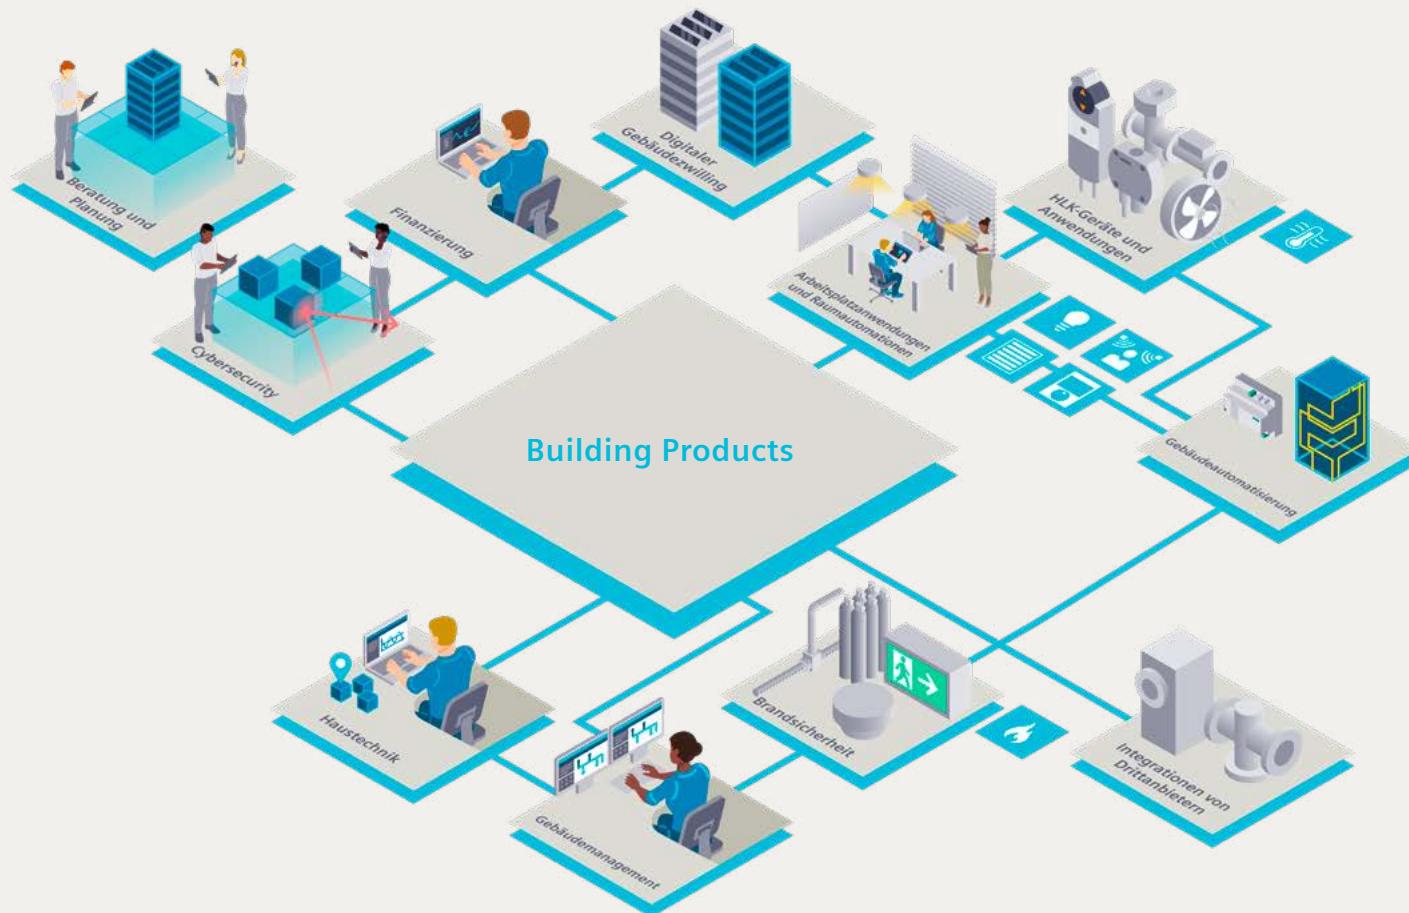 Digitaler
Gebäudezwilling
Beratung und
Planung
Finanzierung
HLK-Geräte und
Anwendungen
Arbeitsplatzanwendungen
und Raumautomationen
Cybersecurity
Building Products
Gebäudeautomatisierung
Haustechnik
Brandsicherheit
Integrationen von
Drittanbietern
Gebäudemanagement